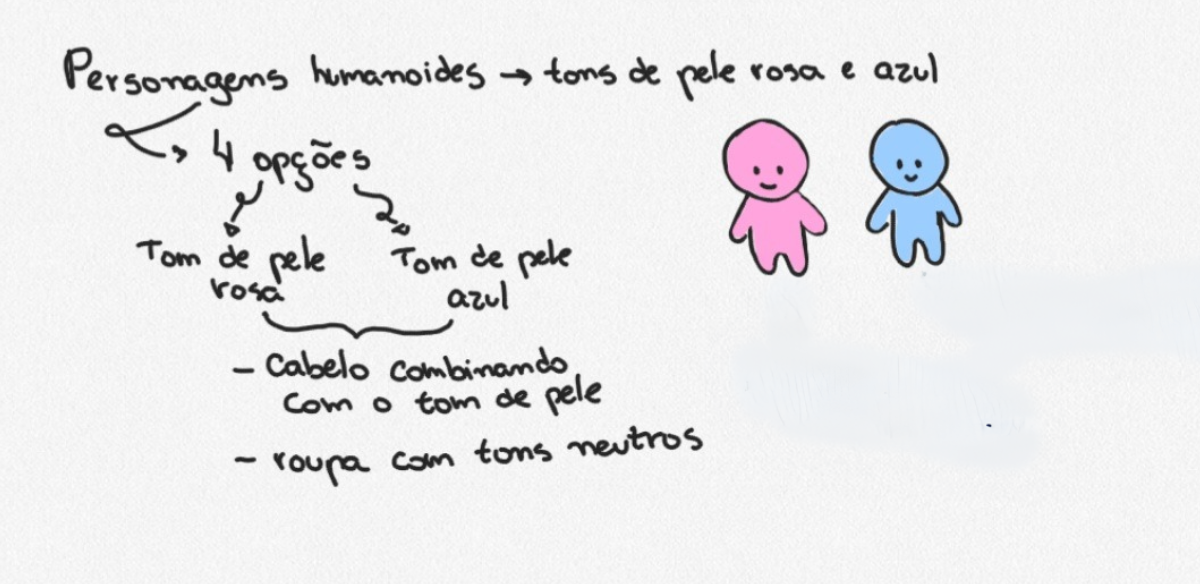 Personagens humanoides → tons de pele rosa e azul
→ 4 opções
Tom de pele rosa
Tom de pele azul
- Cabelo combinando
com o tom de pele
- roupa com tons neutros